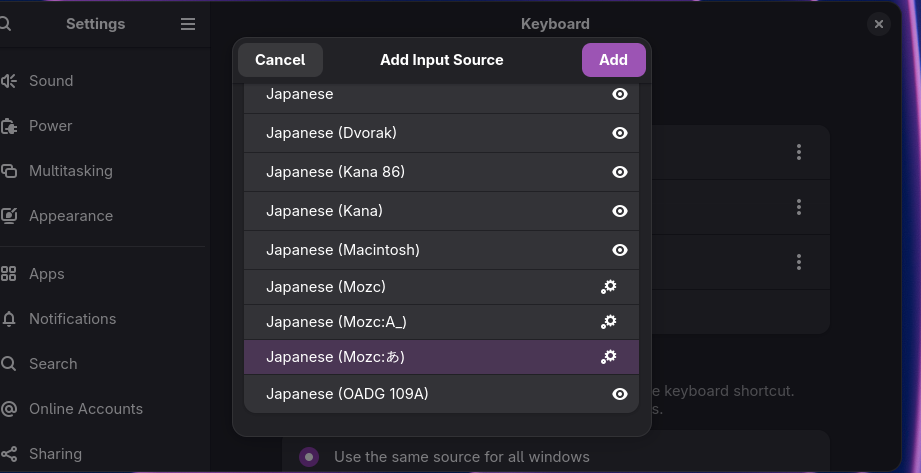 Settings
Keyboard
Cancel
Add Input Source
Add
Sound
Power
Multitasking
Appearance
Apps
Notifications
Search
Online Accounts
Sharing
Japanese
Japanese (Dvorak)
Japanese (Kana 86)
Japanese (Kana)
Japanese (Macintosh)
Japanese (Mozc)
Japanese (Mozc:A_)
Japanese (Mozc:あ)
Japanese (OADG 109A)
keyboard shortcut.
Use the same source for all windows